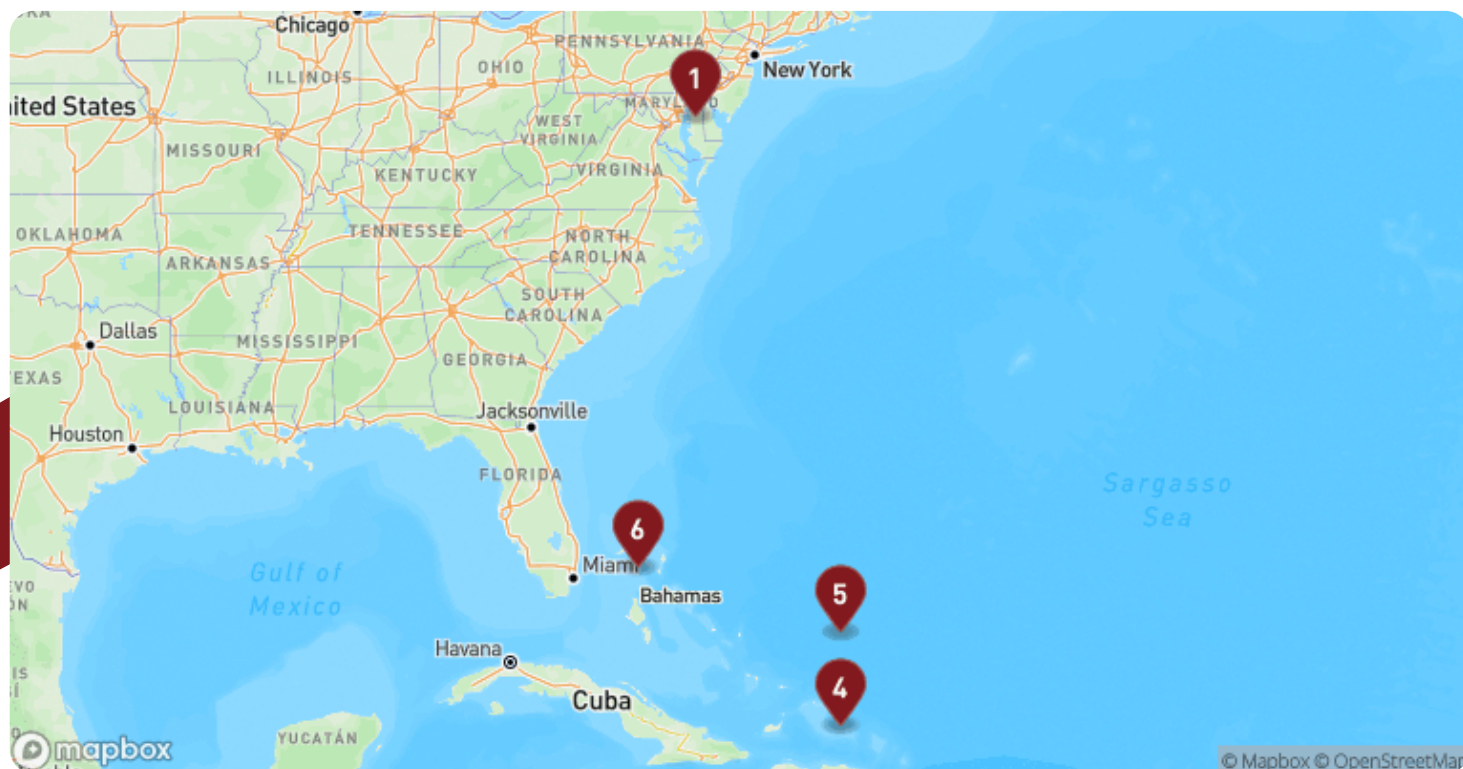 Chicago
PENNSYLVANIA
New York
OHIO
ILLINOIS
1
MARYLAND
ited States
WEST
VIRGINIA
MISSOURI
KENTUCKY
VIRGINIA
OKLAHOMA
TENNESSEE
NORTH
CAROLINA
ARKANSAS
SOUTH
CAROLINA
Dallas
MISSISSIPPI
GEORGIA
TEXAS
LOUISIANA
Jacksonville
Houston
FLORIDA
Sargasso
Sea
6
Miami
Gulf of
Mexico
Bahamas
5
Havana
4
Cuba
YUCATÁN
mapbox
© Mapbox © OpenStreetMap